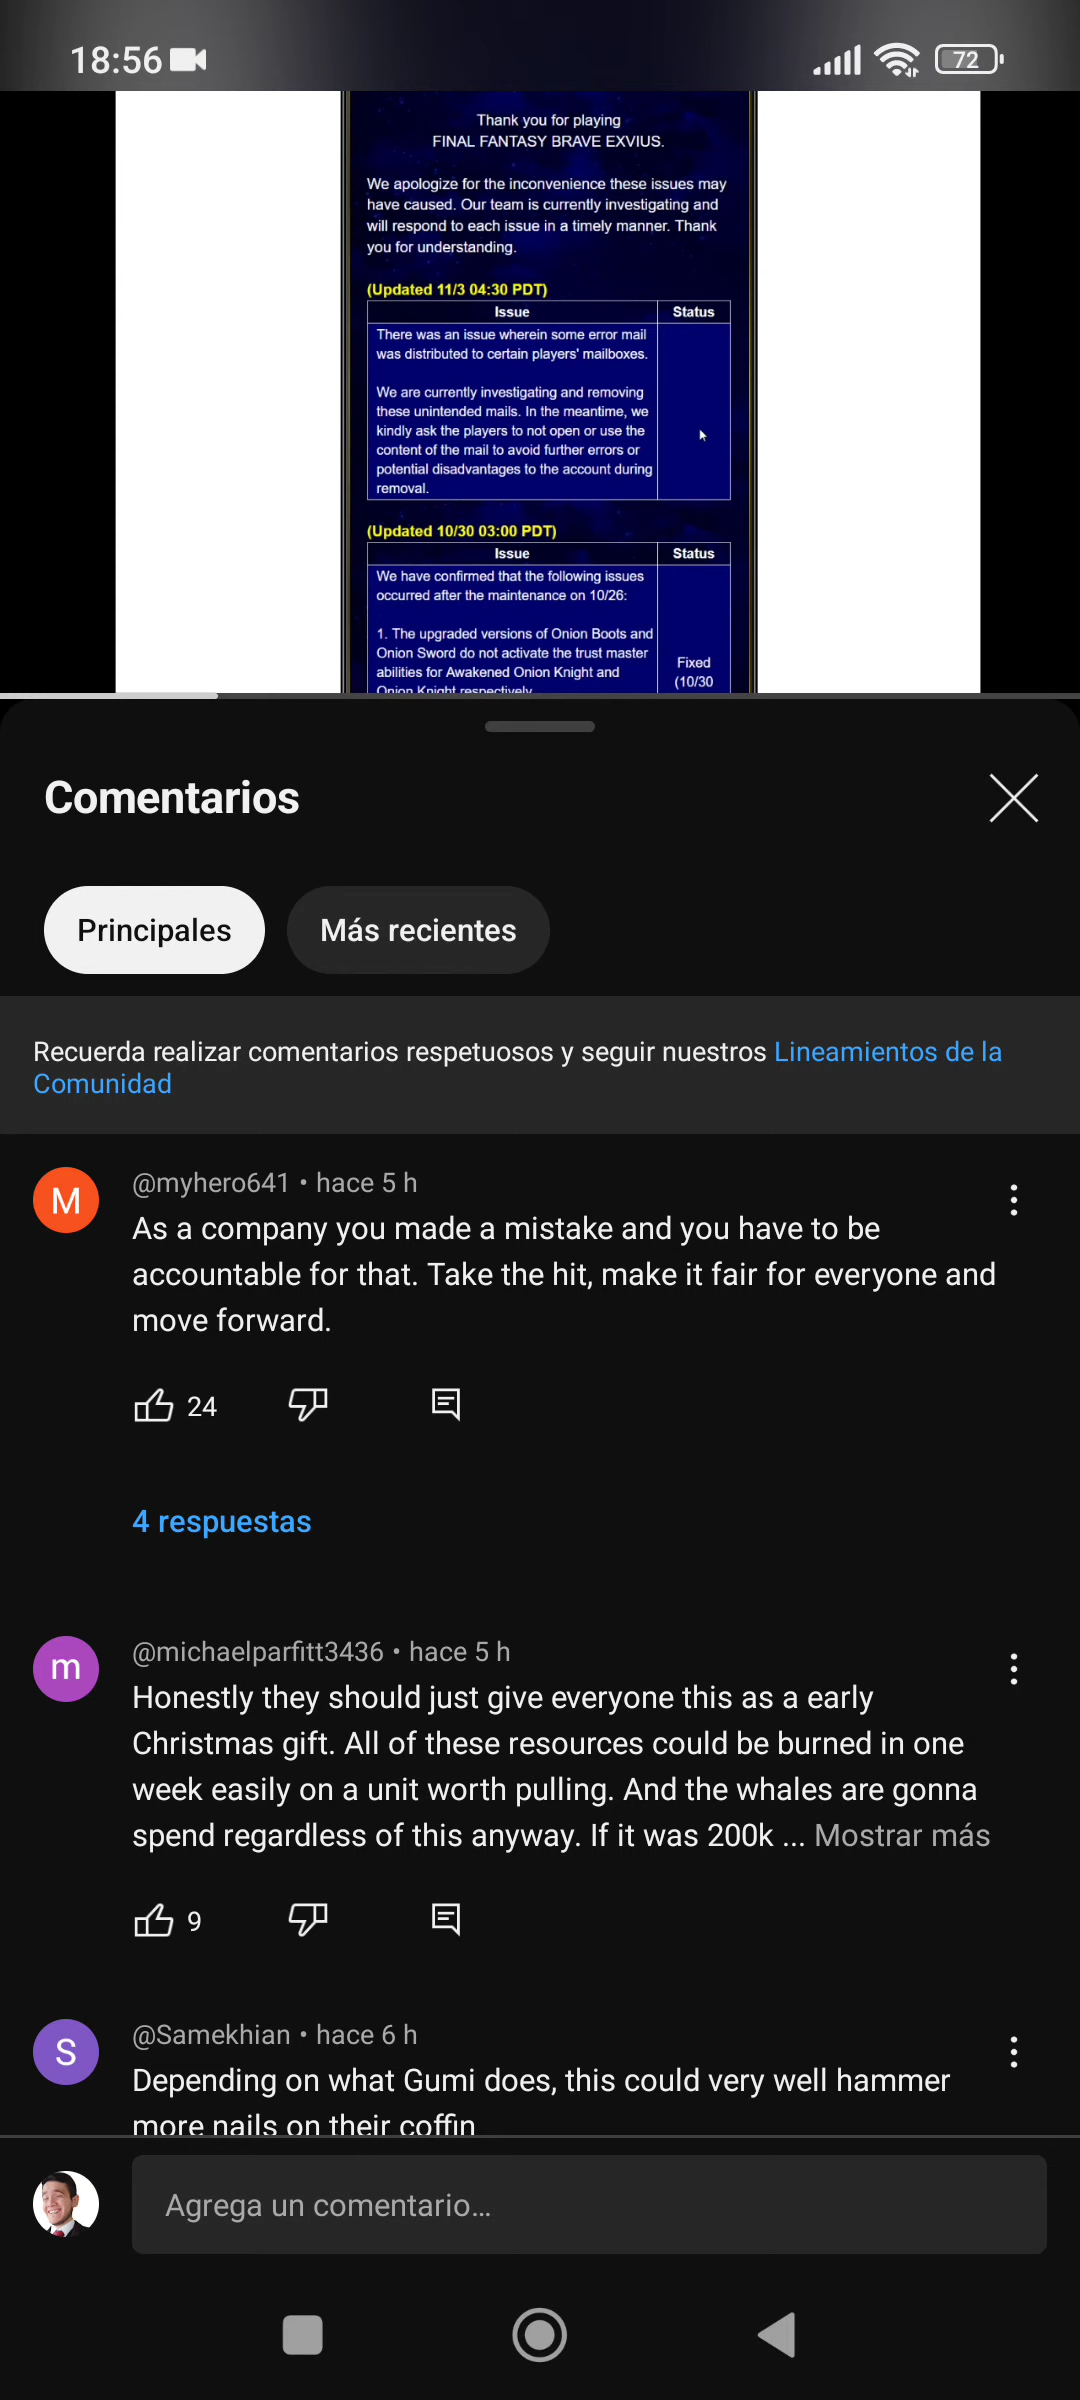 18:56
72
Thank you for playing
FINAL FANTASY BRAVE EXVIUS.
We apologize for the inconvenience these issues may
have caused. Our team is currently investigating and
will respond to each issue in a timely manner. Thank
you for understanding.
(Updated 11/3 04:30 PDT)
Issue Status
There was an issue wherein some error mail
was distributed to certain players' mailboxes.
We are currently investigating and removing
these unintended mails. In the meantime, we
kindly ask the players to not open or use the
content of the mail to avoid further errors or
potential disadvantages to the account during
removal.
(Updated 10/30 03:00 PDT)
Issue Status
We have confirmed that the following issues
occurred after the maintenance on 10/26:
1. The upgraded versions of Onion Boots and
Onion Sword do not activate the trust master
abilities for Awakened Onion Knight and
Onion Knight respectively
Fixed
(10/30
Comentarios
Principales Más recientes
Recuerda realizar comentarios respetuosos y seguir nuestros Lineamientos de la
Comunidad
M
@myhero641 • hace 5 h
As a company you made a mistake and you have to be
accountable for that. Take the hit, make it fair for everyone and
move forward.
24
4 respuestas
m
@michaelparfitt3436 • hace 5 h
Honestly they should just give everyone this as a early
Christmas gift. All of these resources could be burned in one
week easily on a unit worth pulling. And the whales are gonna
spend regardless of this anyway. If it was 200k ... Mostrar más
9
S
@Samekhian • hace 6 h
Depending on what Gumi does, this could very well hammer
more nails on their coffin
Agrega un comentario...